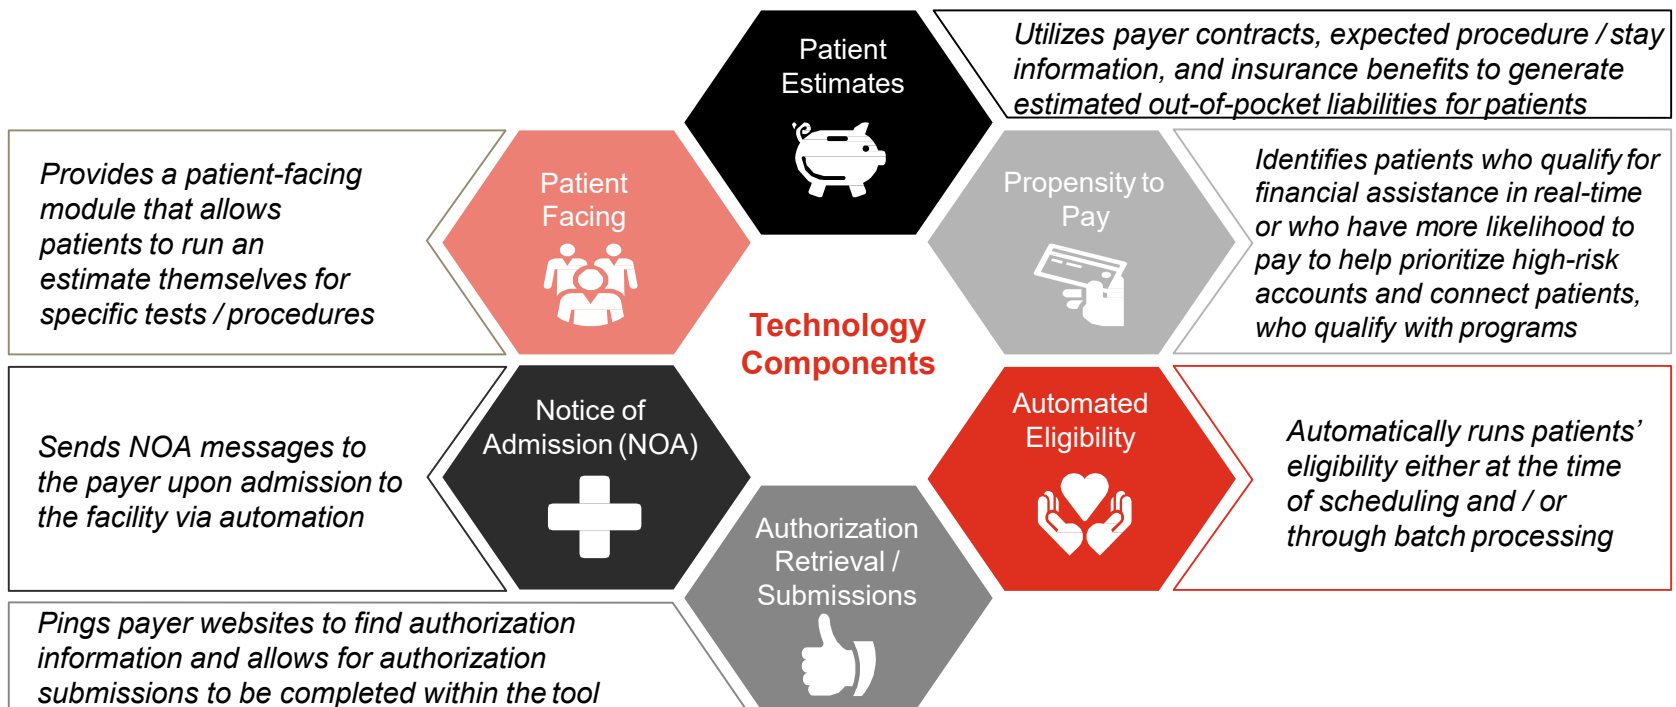 Patient
Estimates
Utilizes payer contracts, expected procedure / stay
information, and insurance benefits to generate
estimated out-of-pocket liabilities for patients
Provides a patient-facing
module that allows
patients to run an
estimate themselves for
specific tests / procedures
Patient
Facing
Propensity to
Pay
Identifies patients who qualify for
financial assistance in real-time
or who have more likelihood to
pay to help prioritize high-risk
accounts and connect patients,
who qualify with programs
Technology
Components
Sends NOA messages to
the payer upon admission to
the facility via automation
Notice of
Admission (NOA)
Automated
Eligibility
Automatically runs patients’
eligibility either at the time
of scheduling and / or
through batch processing
Authorization
Retrieval /
Submissions
Pings payer websites to find authorization
information and allows for authorization
submissions to be completed within the tool